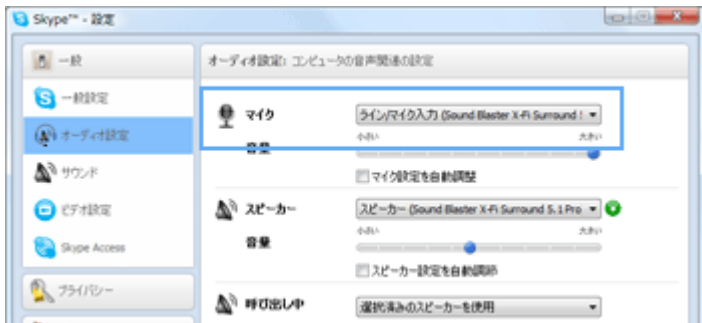 Skype™ - 設定
一般
一般設定
オーディオ設定
サウンド
ビデオ設定
Skype Access
プライバシー
オーディオ設定: コンピュータの音声関連の設定
マイク
ライン/マイク入力 (Sound Blaster X-Fi Surround 5
音量
小さい
大きい
マイク設定を自動調整
スピーカー
スピーカー (Sound Blaster X-Fi Surround 5.1 Pro
音量
小さい
大きい
スピーカー設定を自動調節
呼び出し中
選択済みのスピーカーを使用